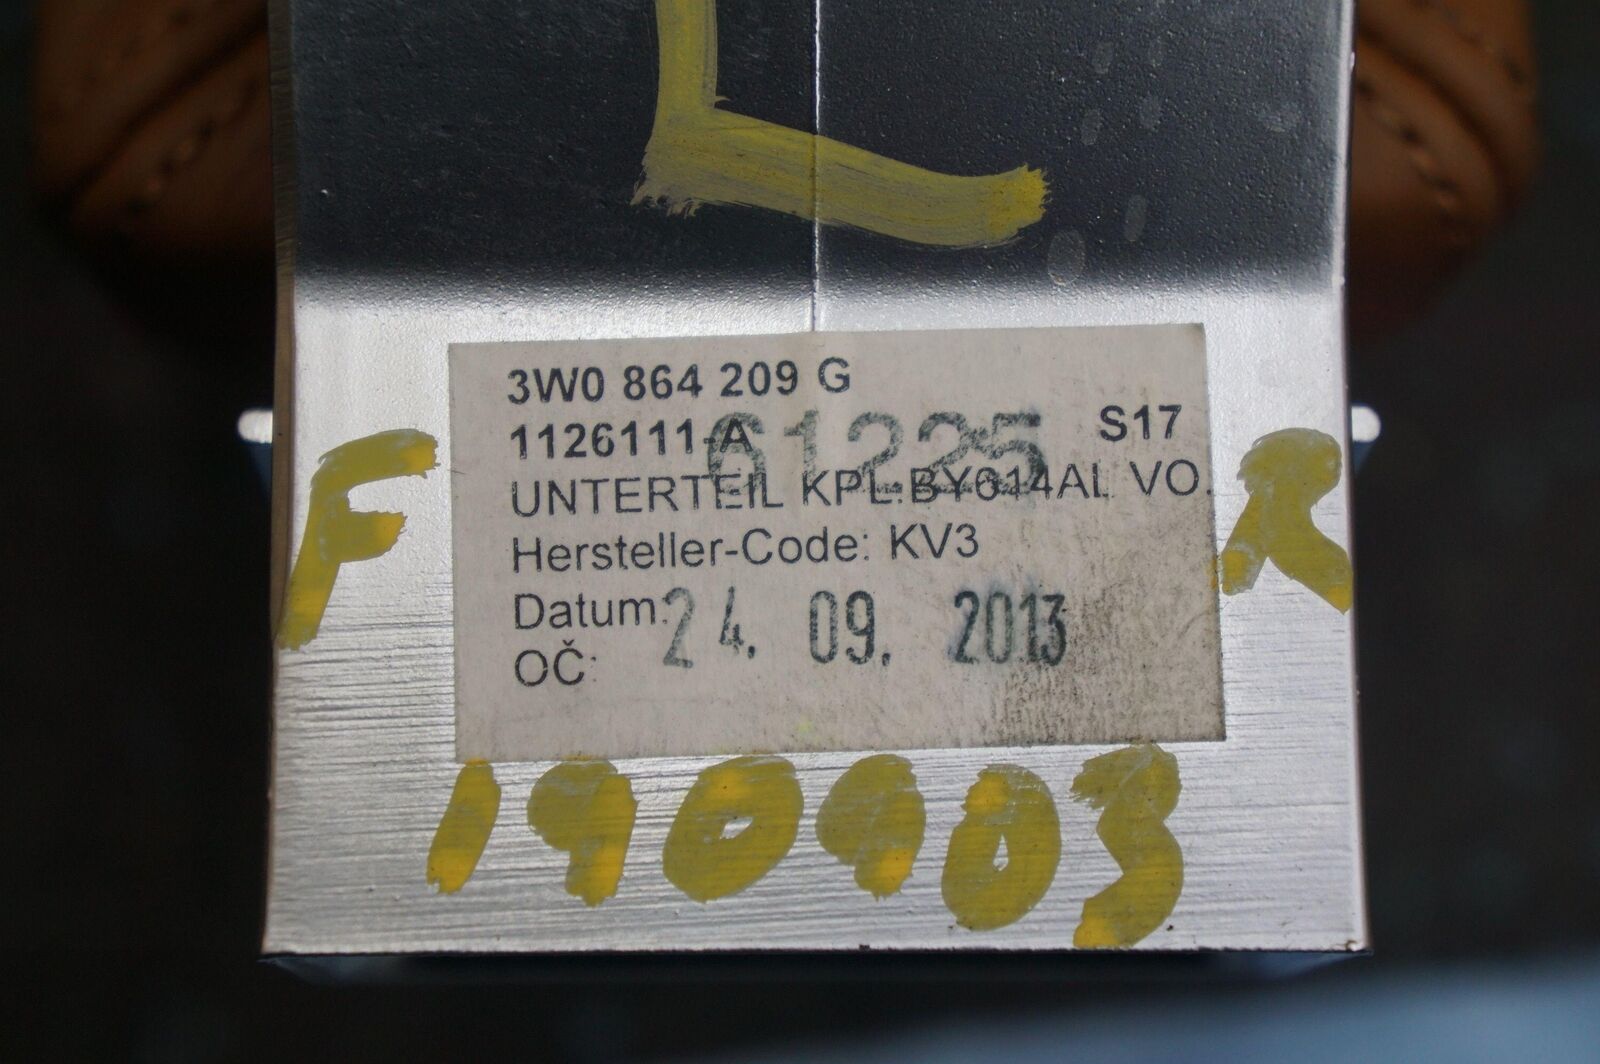 L
3W0 864 209 G
1126111-A
61225
S17
UNTERTEIL KPL.BY614AL VO.
Hersteller-Code: KV3
Datum: 24. 09. 2013
OČ:
F
R
190903